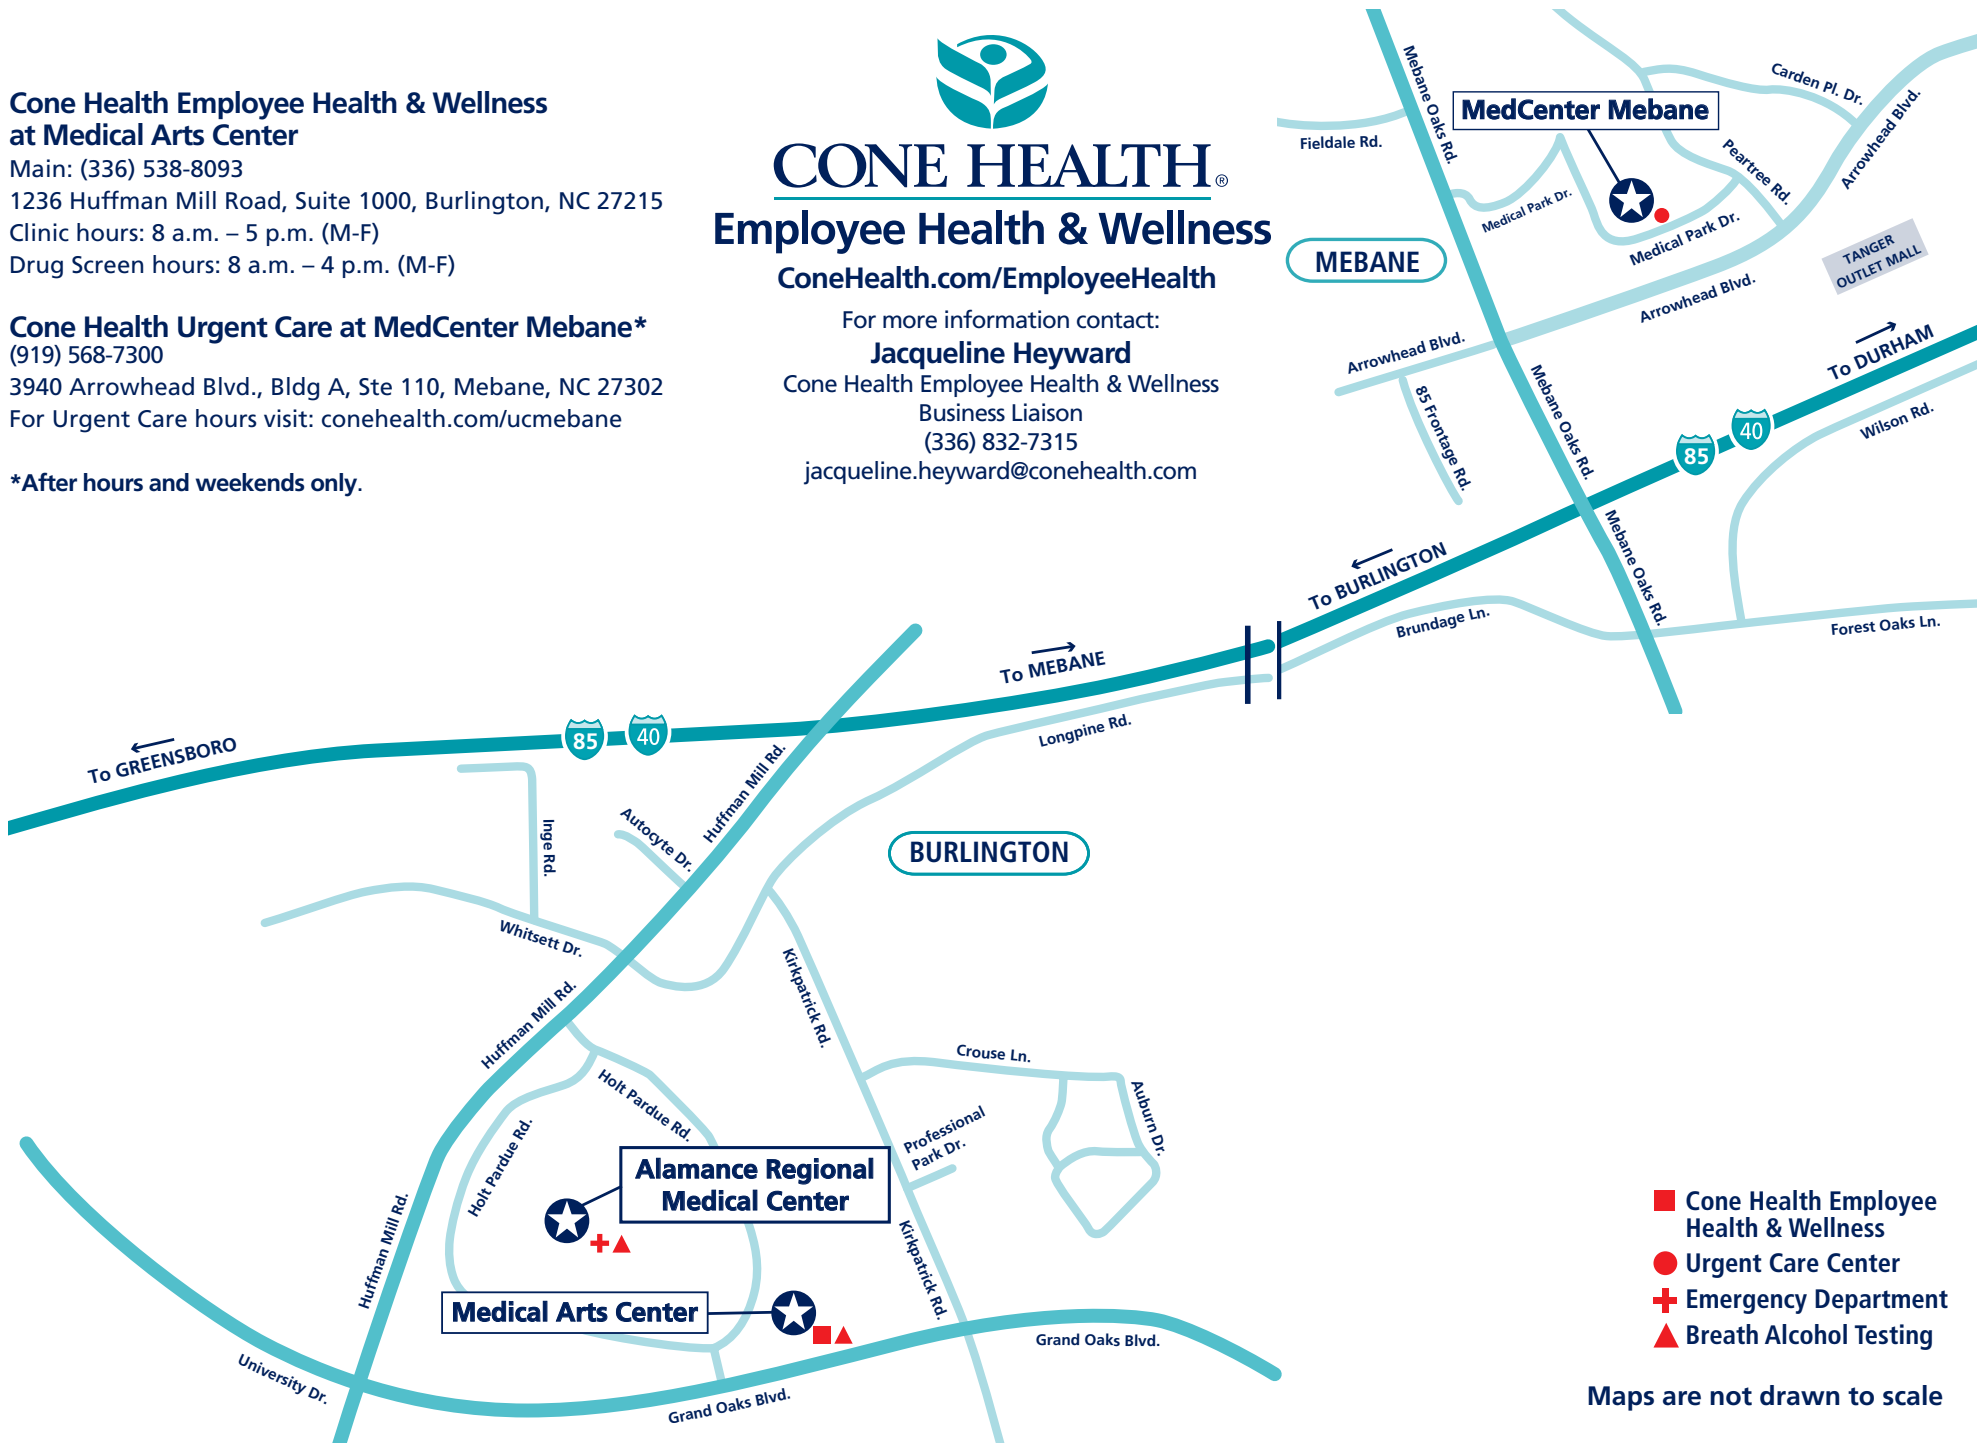 Cone Health Employee Health & Wellness
at Medical Arts Center
Main: (336) 538-8093
1236 Huffman Mill Road, Suite 1000, Burlington, NC 27215
Clinic hours: 8 a.m. – 5 p.m. (M-F)
Drug Screen hours: 8 a.m. – 4 p.m. (M-F)
Cone Health Urgent Care at MedCenter Mebane*
(919) 568-7300
3940 Arrowhead Blvd., Bldg A, Ste 110, Mebane, NC 27302
For Urgent Care hours visit: conehealth.com/ucmebane
*After hours and weekends only.
CONE HEALTH®
Employee Health & Wellness
ConeHealth.com/EmployeeHealth
For more information contact:
Jacqueline Heyward
Cone Health Employee Health & Wellness
Business Liaison
(336) 832-7315
jacqueline.heyward@conehealth.com
Mebane Oaks Rd.
Carden Pl. Dr.
MedCenter Mebane
Fieldale Rd.
Arrowhead Blvd.
Peartree Rd.
Medical Park Dr.
Medical Park Dr.
MEBANE
TANGER
OUTLET MALL
Arrowhead Blvd.
Arrowhead Blvd.
To DURHAM
85 Frontage Rd.
Mebane Oaks Rd.
Wilson Rd.
40
85
Mebane Oaks Rd.
To BURLINGTON
Brundage Ln.
Forest Oaks Ln.
To MEBANE
Longpine Rd.
To GREENSBORO
85
40
Huffman Mill Rd.
Inge Rd.
Autocyte Dr.
BURLINGTON
Whitsett Dr.
Kirkpatrick Rd.
Huffman Mill Rd.
Crouse Ln.
Holt Pardue Rd.
Auburn Dr.
Professional
Park Dr.
Holt Pardue Rd.
Alamance Regional
Medical Center
Huffman Mill Rd.
Kirkpatrick Rd.
Medical Arts Center
Grand Oaks Blvd.
University Dr.
Grand Oaks Blvd.
Cone Health Employee
Health & Wellness
Urgent Care Center
Emergency Department
Breath Alcohol Testing
Maps are not drawn to scale